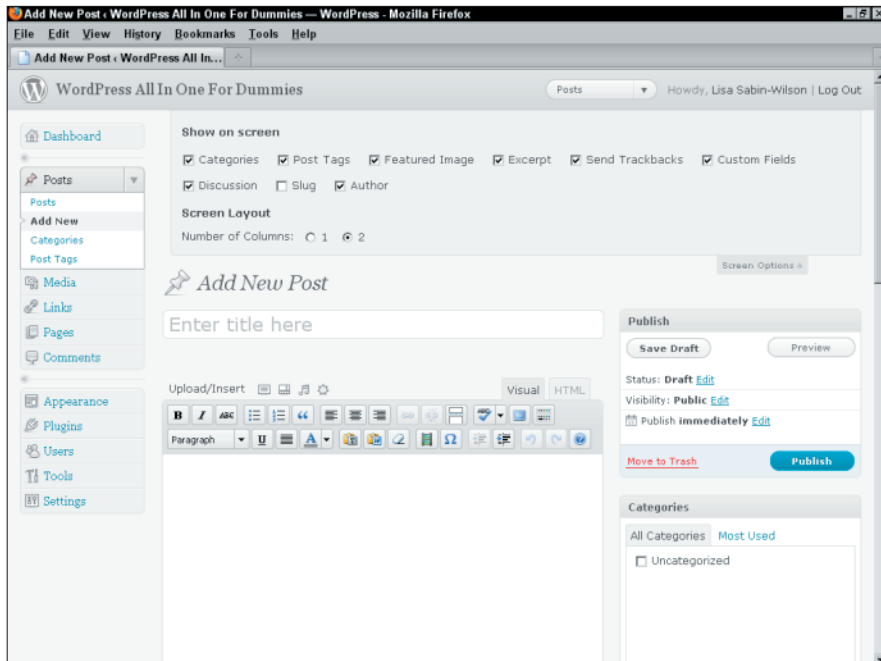 Add New Post ‹ WordPress All In One For Dummies — WordPress - Mozilla Firefox
File Edit View History Bookmarks Tools Help
Add New Post ‹ WordPress All In...
WordPress All In One For Dummies
Posts
Howdy, Lisa Sabin-Wilson | Log Out
Dashboard
Posts
Posts
Add New
Categories
Post Tags
Media
Links
Pages
Comments
Appearance
Plugins
Users
Tools
Settings
Show on screen
Categories Post Tags Featured Image Excerpt Send Trackbacks Custom Fields
Discussion Slug Author
Screen Layout
Number of Columns: 1 2
Screen Options
Add New Post
Enter title here
Upload/Insert
Visual HTML
B I ABC
Paragraph U A Ω
Publish
Save Draft Preview
Status: Draft Edit
Visibility: Public Edit
Publish immediately Edit
Move to Trash Publish
Categories
All Categories Most Used
Uncategorized